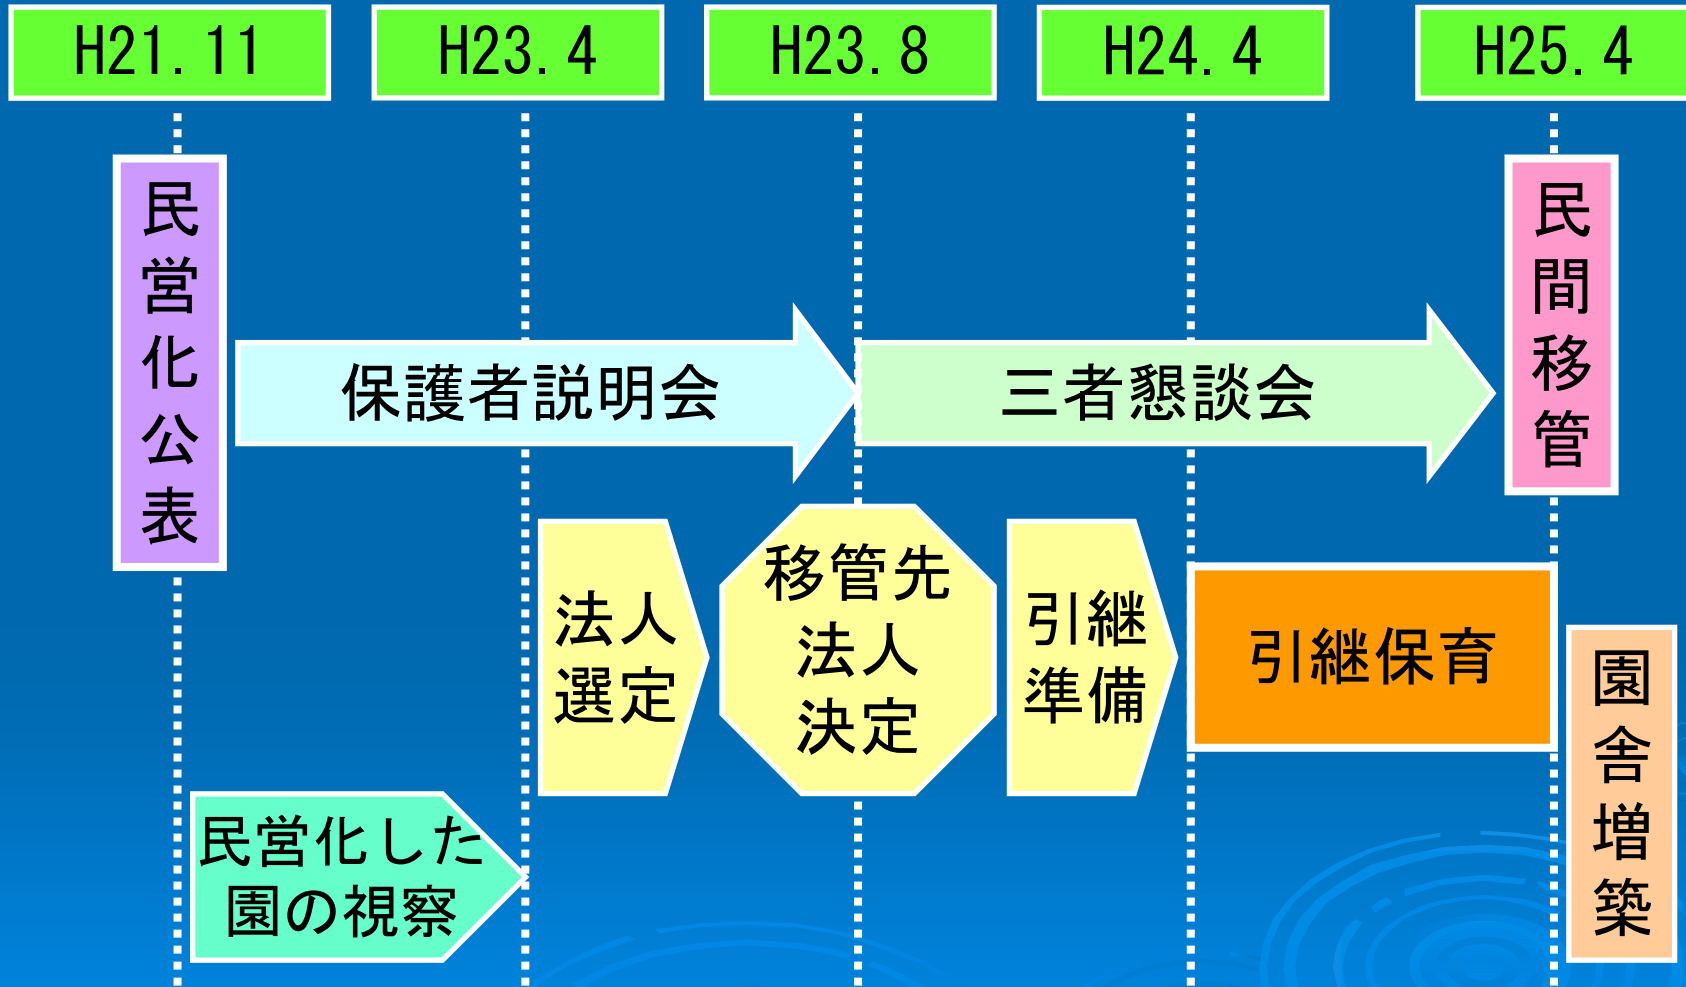 H21.11
H23.4
H23.8
H24.4
H25.4
民営化公表
民間移管
保護者説明会
三者懇談会
法人
選定
移管先
法人
決定
引継
準備
引継保育
園舎増築
民営化した
園の視察